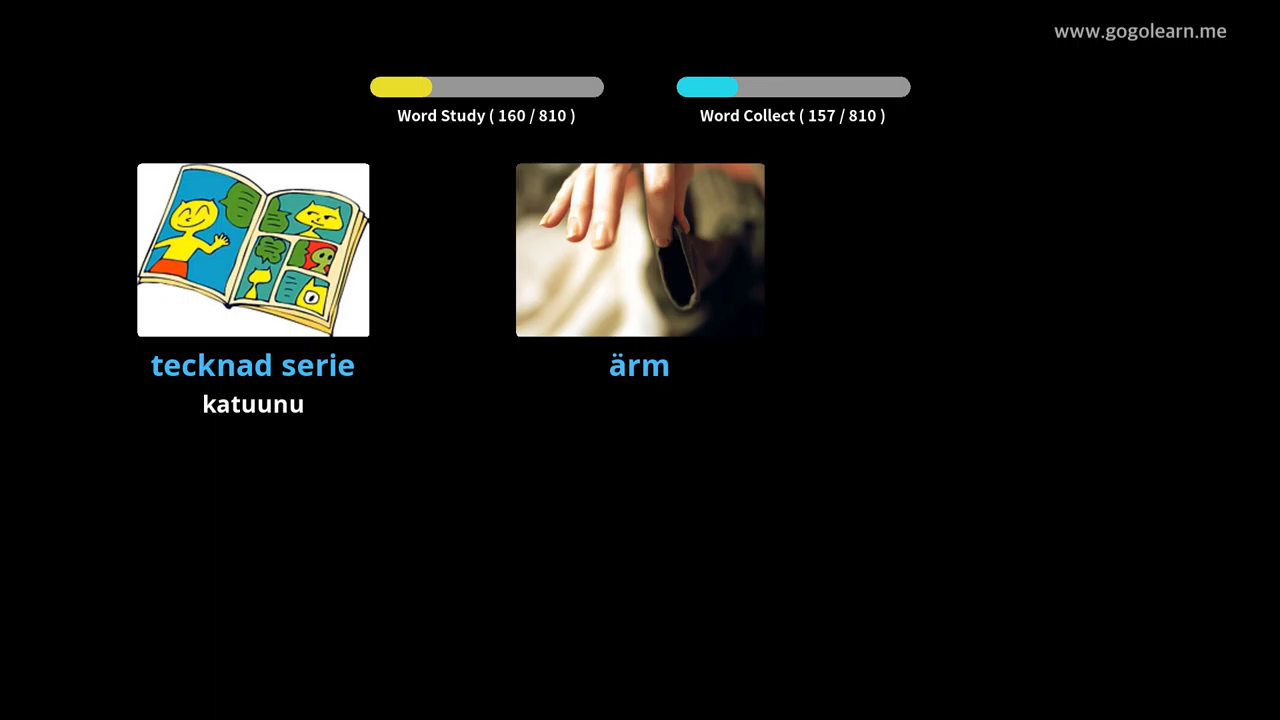 www.gogolearn.me
Word Study ( 160 / 810 )
Word Collect ( 157 / 810 )
tecknad serie
katuunu
ärm